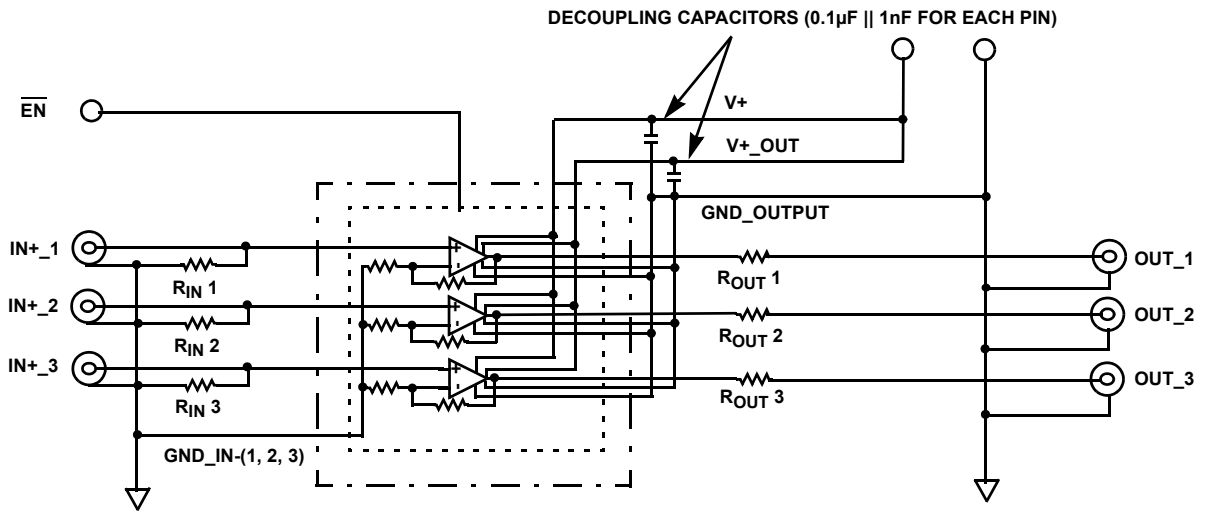 DECOUPLING CAPACITORS (0.1µF || 1nF FOR EACH PIN)
EN
V+
V+_OUT
GND_OUTPUT
IN+_1
RIN 1
ROUT 1
OUT_1
IN+_2
RIN 2
ROUT 2
OUT_2
IN+_3
RIN 3
ROUT 3
OUT_3
GND_IN-(1, 2, 3)
+
-
+
-
+
-